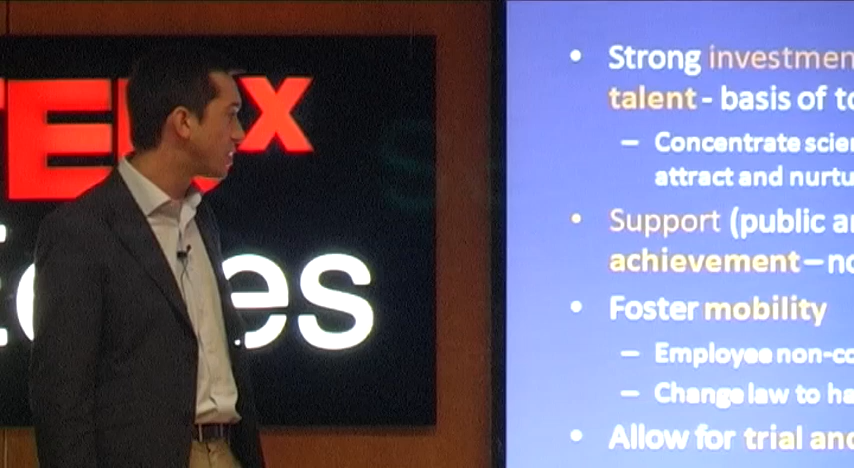 TEDx
es
• Strong investmen
talent - basis of to
– Concentrate scien
attract and nurtu
• Support (public an
achievement – no
• Foster mobility
– Employee non-co
– Change law to ha
• Allow for trial and